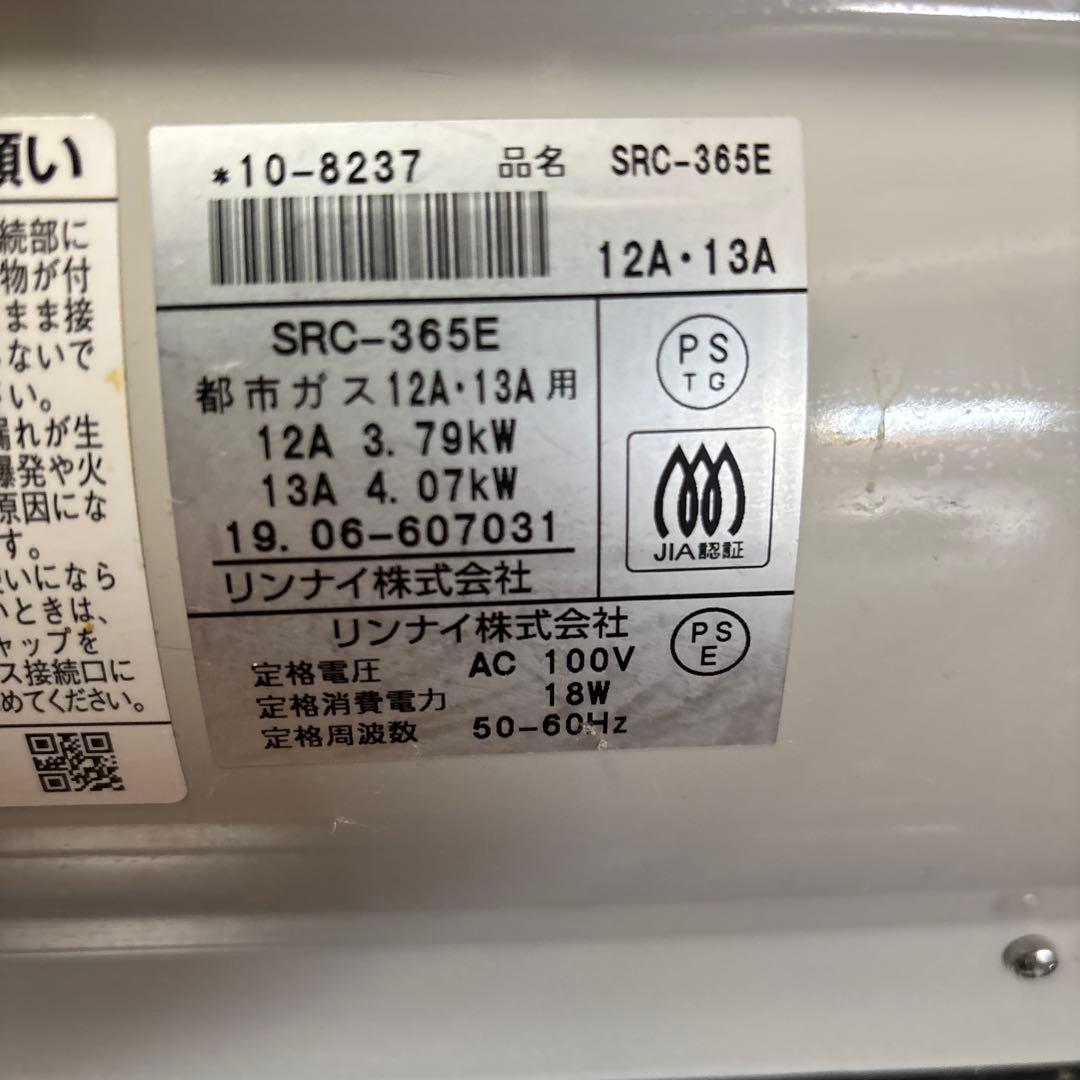 願い
続部に
物が付
まま接
ないで
い。
漏れが生
爆発や火
原因にな
す。
いになら
いときは、
ャップを
ス接続口に
めてください。
*10-8237 品名 SRC-365E
12A・13A
SRC-365E
都市ガス12A・13A用
12A 3.79kW
13A 4.07kW
19.06-607031
リンナイ株式会社
PS
TG
JIA認証
リンナイ株式会社
定格電圧 AC 100V
定格消費電力 18W
定格周波数 50-60Hz
PS
E